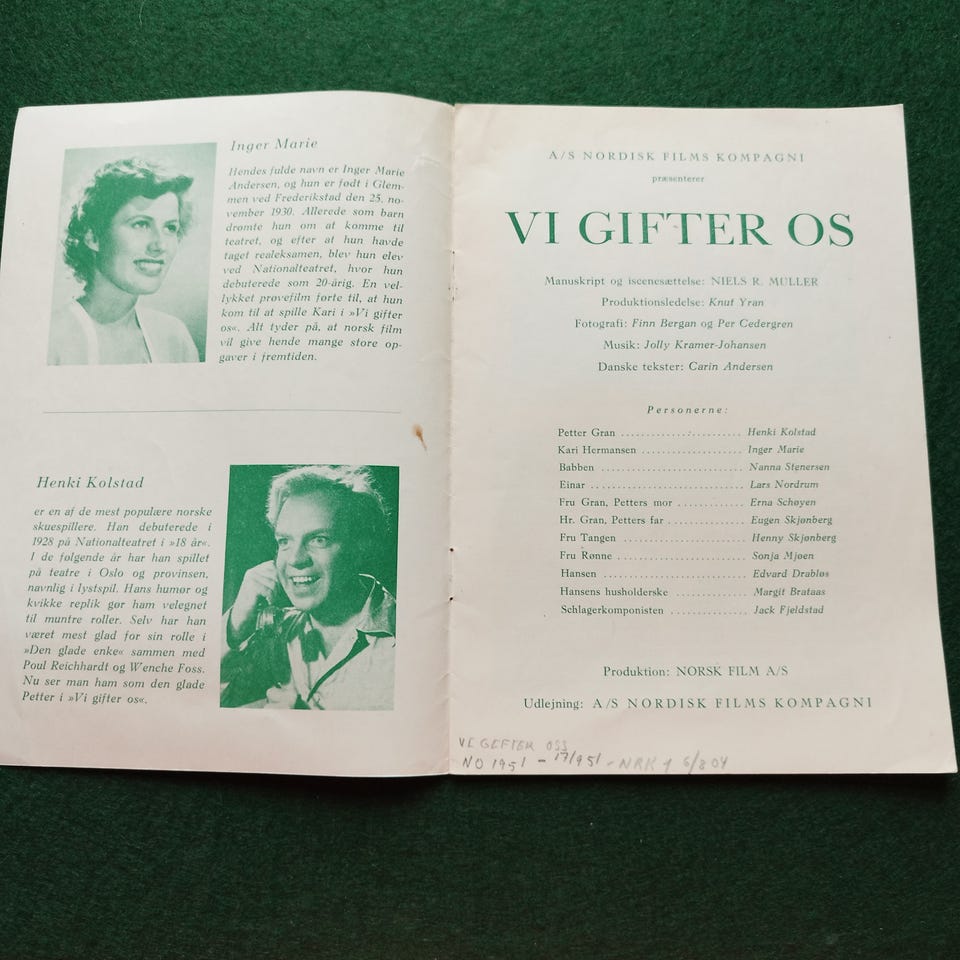 Inger Marie
Hendes fulde navn er Inger Marie
Andersen, og hun er født i Glem-
men ved Frederikstad den 25. no-
vember 1930. Allerede som barn
drømte hun om at komme til
teatret, og efter at hun havde
taget realeksamen, blev hun elev
ved Nationalteatret, hvor hun
debuterede som 20-årig. En vel-
lykket prøvefilm førte til, at hun
kom til at spille Kari i »Vi gifter
os«. Alt tyder på, at norsk film
vil give hende mange store op-
gaver i fremtiden.
Henki Kolstad
er en af de mest populære norske
skuespillere. Han debuterede i
1928 på Nationalteatret i »18 år«.
I de følgende år har han spillet
på teatre i Oslo og provinsen,
navnlig i lystspil. Hans humør og
kvikke replik gør ham velegnet
til muntre roller. Selv har han
været mest glad for sin rolle i
»Den glade enke« sammen med
Poul Reichhardt og Wenche Foss.
Nu ser man ham som den glade
Petter i »Vi gifter os«.
A/S NORDISK FILMS KOMPAGNI
præsenterer
VI GIFTER OS
Manuskript og iscenesættelse: NIELS R. MÜLLER
Produktionsledelse: Knut Yran
Fotografi: Finn Bergan og Per Cedergren
Musik: Jolly Kramer-Johansen
Danske tekster: Carin Andersen
Personerne:
Petter Gran .................... Henki Kolstad
Kari Hermansen ................. Inger Marie
Babben ........................ Nanna Stenersen
Einar .......................... Lars Nordrum
Fru Gran, Petters mor ........... Erna Schøyen
Hr. Gran, Petters far ............ Eugen Skjønberg
Fru Tangen .................... Henny Skjønberg
Fru Rønne ..................... Sonja Mjøen
Hansen ........................ Edvard Drabløs
Hansens husholderske ........... Margit Brataas
Schlagerkomponisten ............ Jack Fjeldstad
Produktion: NORSK FILM A/S
Udlejning: A/S NORDISK FILMS KOMPAGNI
VI GEFTER OSS
NO 1951 - 17/951 - NRK 1 6/8 04